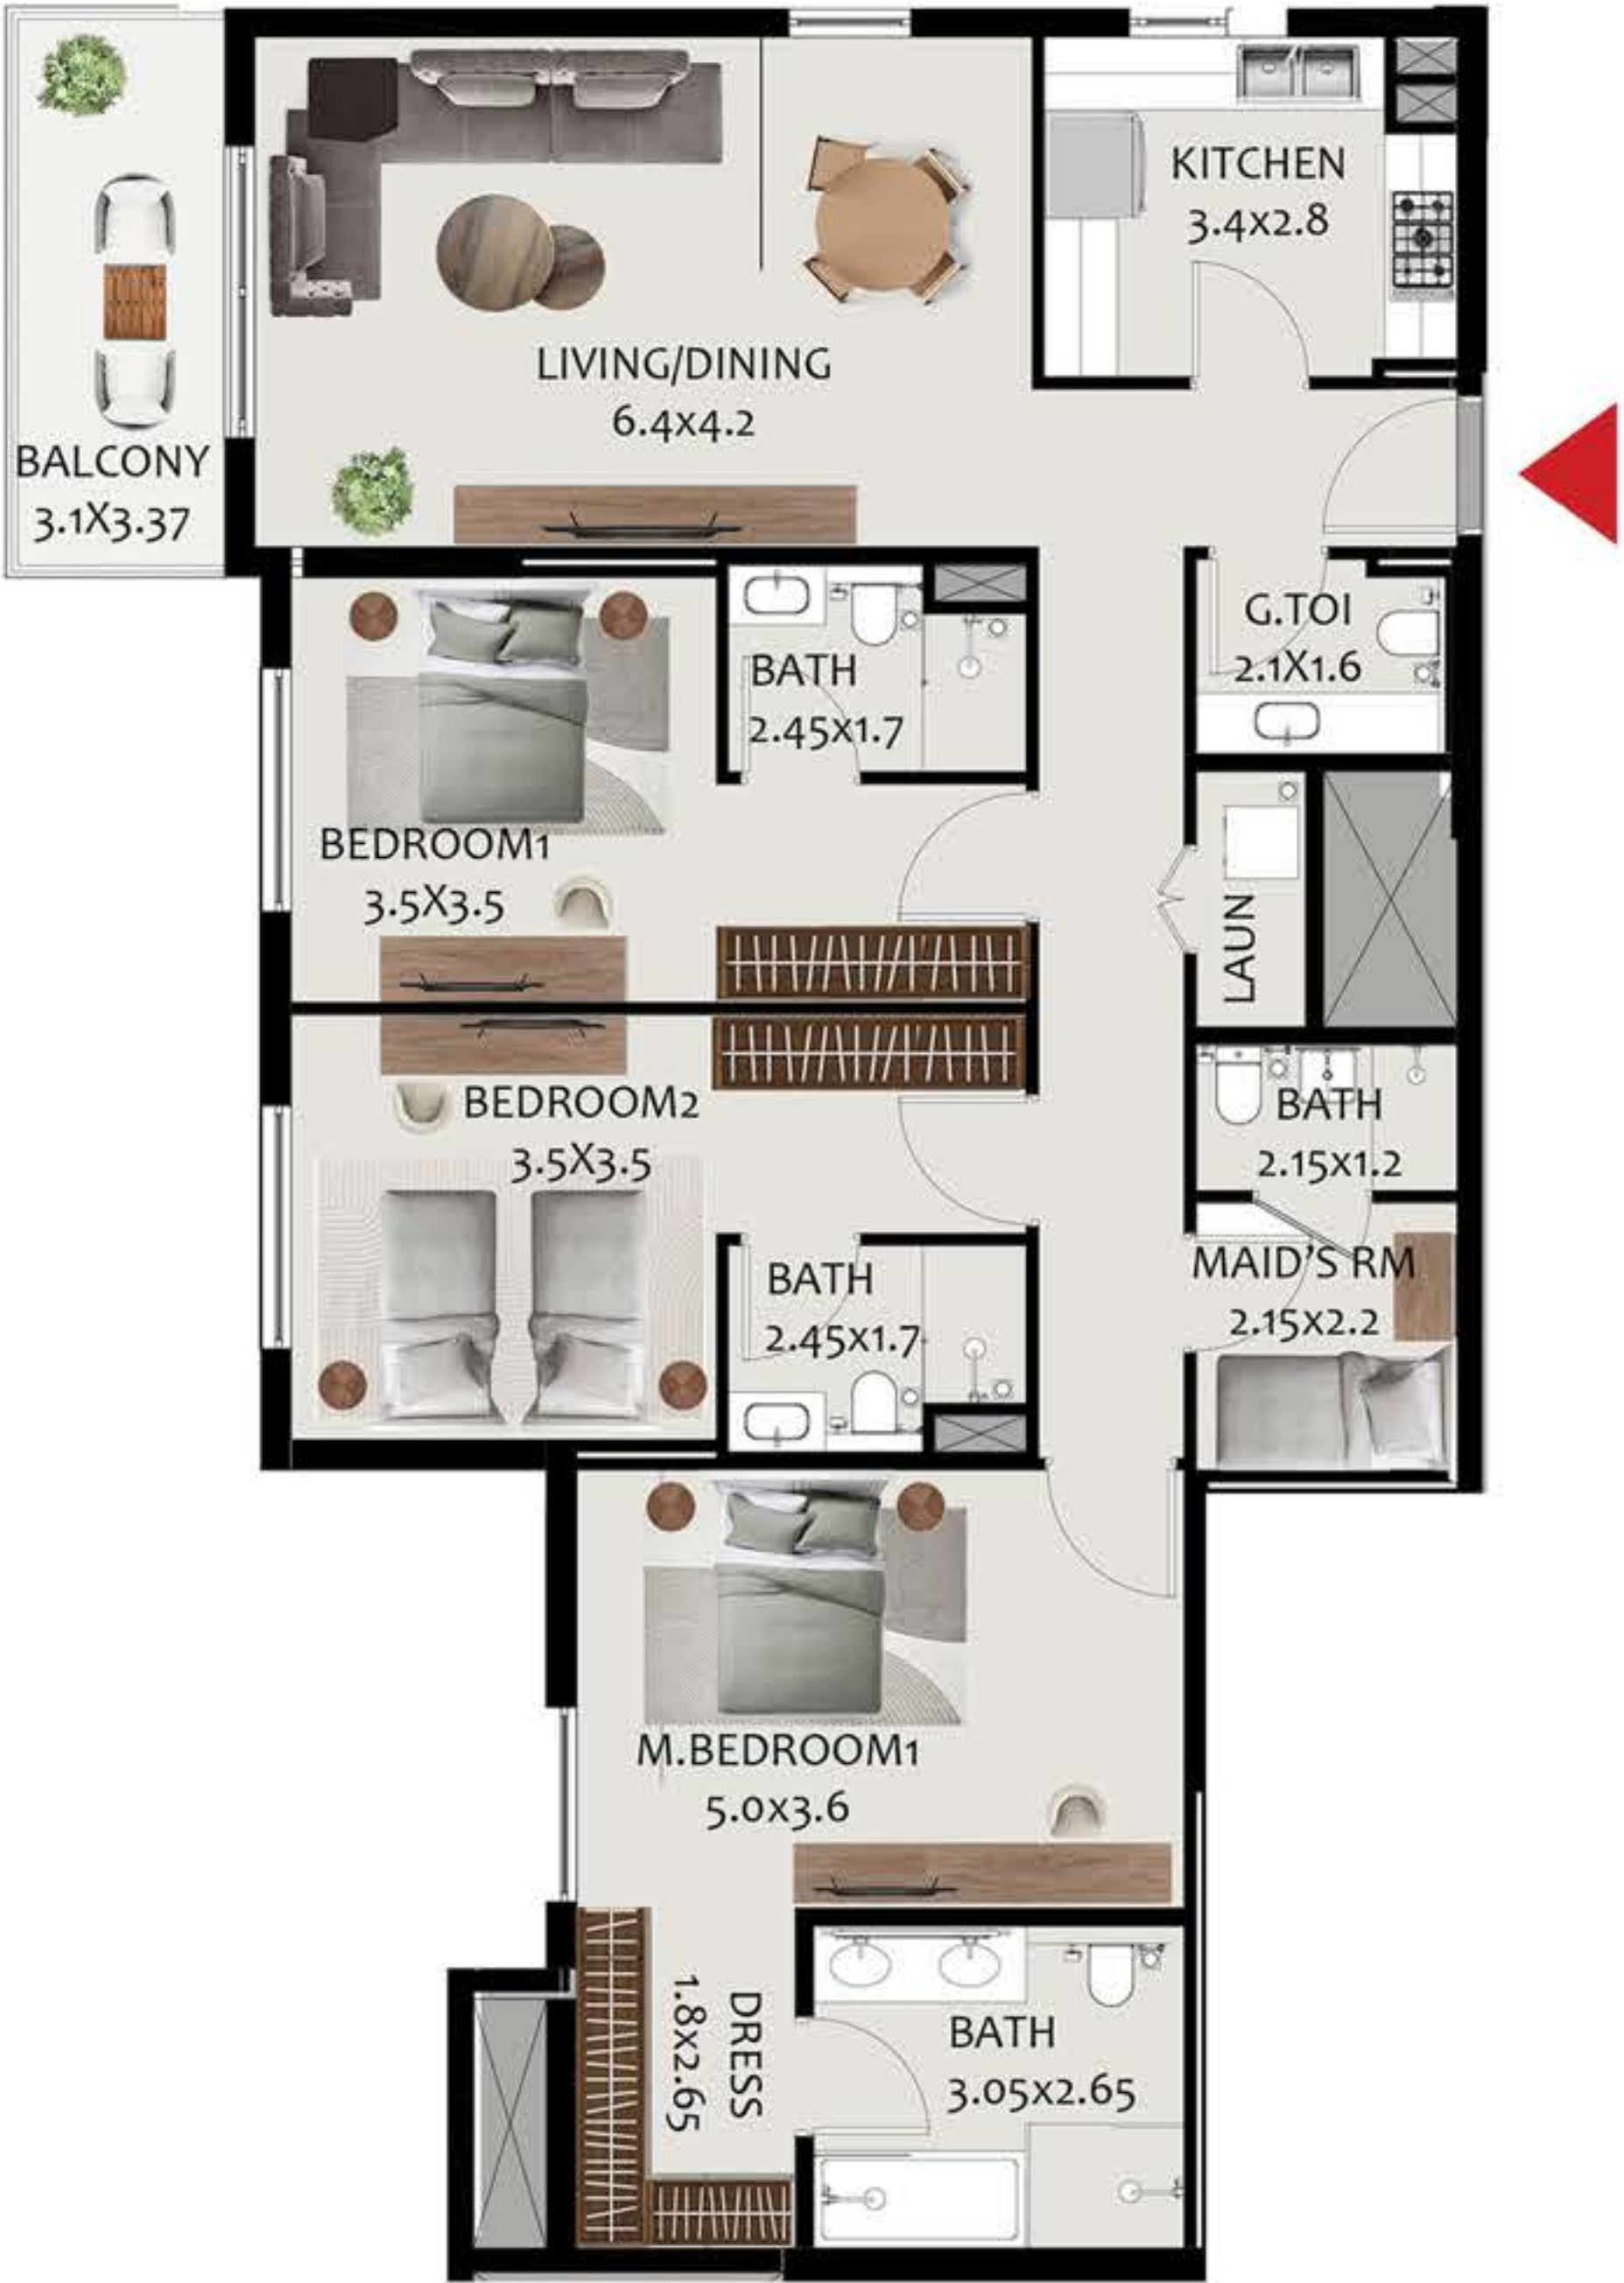 KITCHEN
3.4x2.8
LIVING/DINING
6.4x4.2
BALCONY
3.1X3.37
G.TOI
2.1X1.6
BATH
2.45x1.7
BEDROOM1
3.5X3.5
LAUN
BEDROOM2
3.5X3.5
BATH
2.15x1.2
MAID'S RM
2.15x2.2
BATH
2.45x1.7
M.BEDROOM1
5.0x3.6
DRESS
1.8x2.65
BATH
3.05x2.65